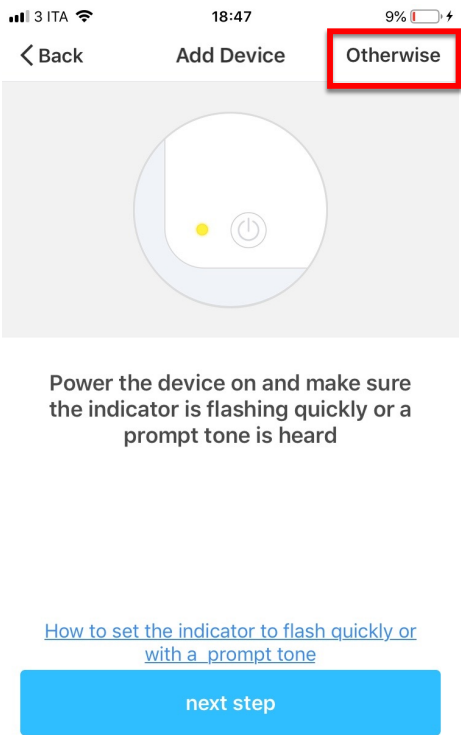 3 ITA 18:47 9%
Back Add Device Otherwise
Power the device on and make sure
the indicator is flashing quickly or a
prompt tone is heard
How to set the indicator to flash quickly or
with a prompt tone
next step